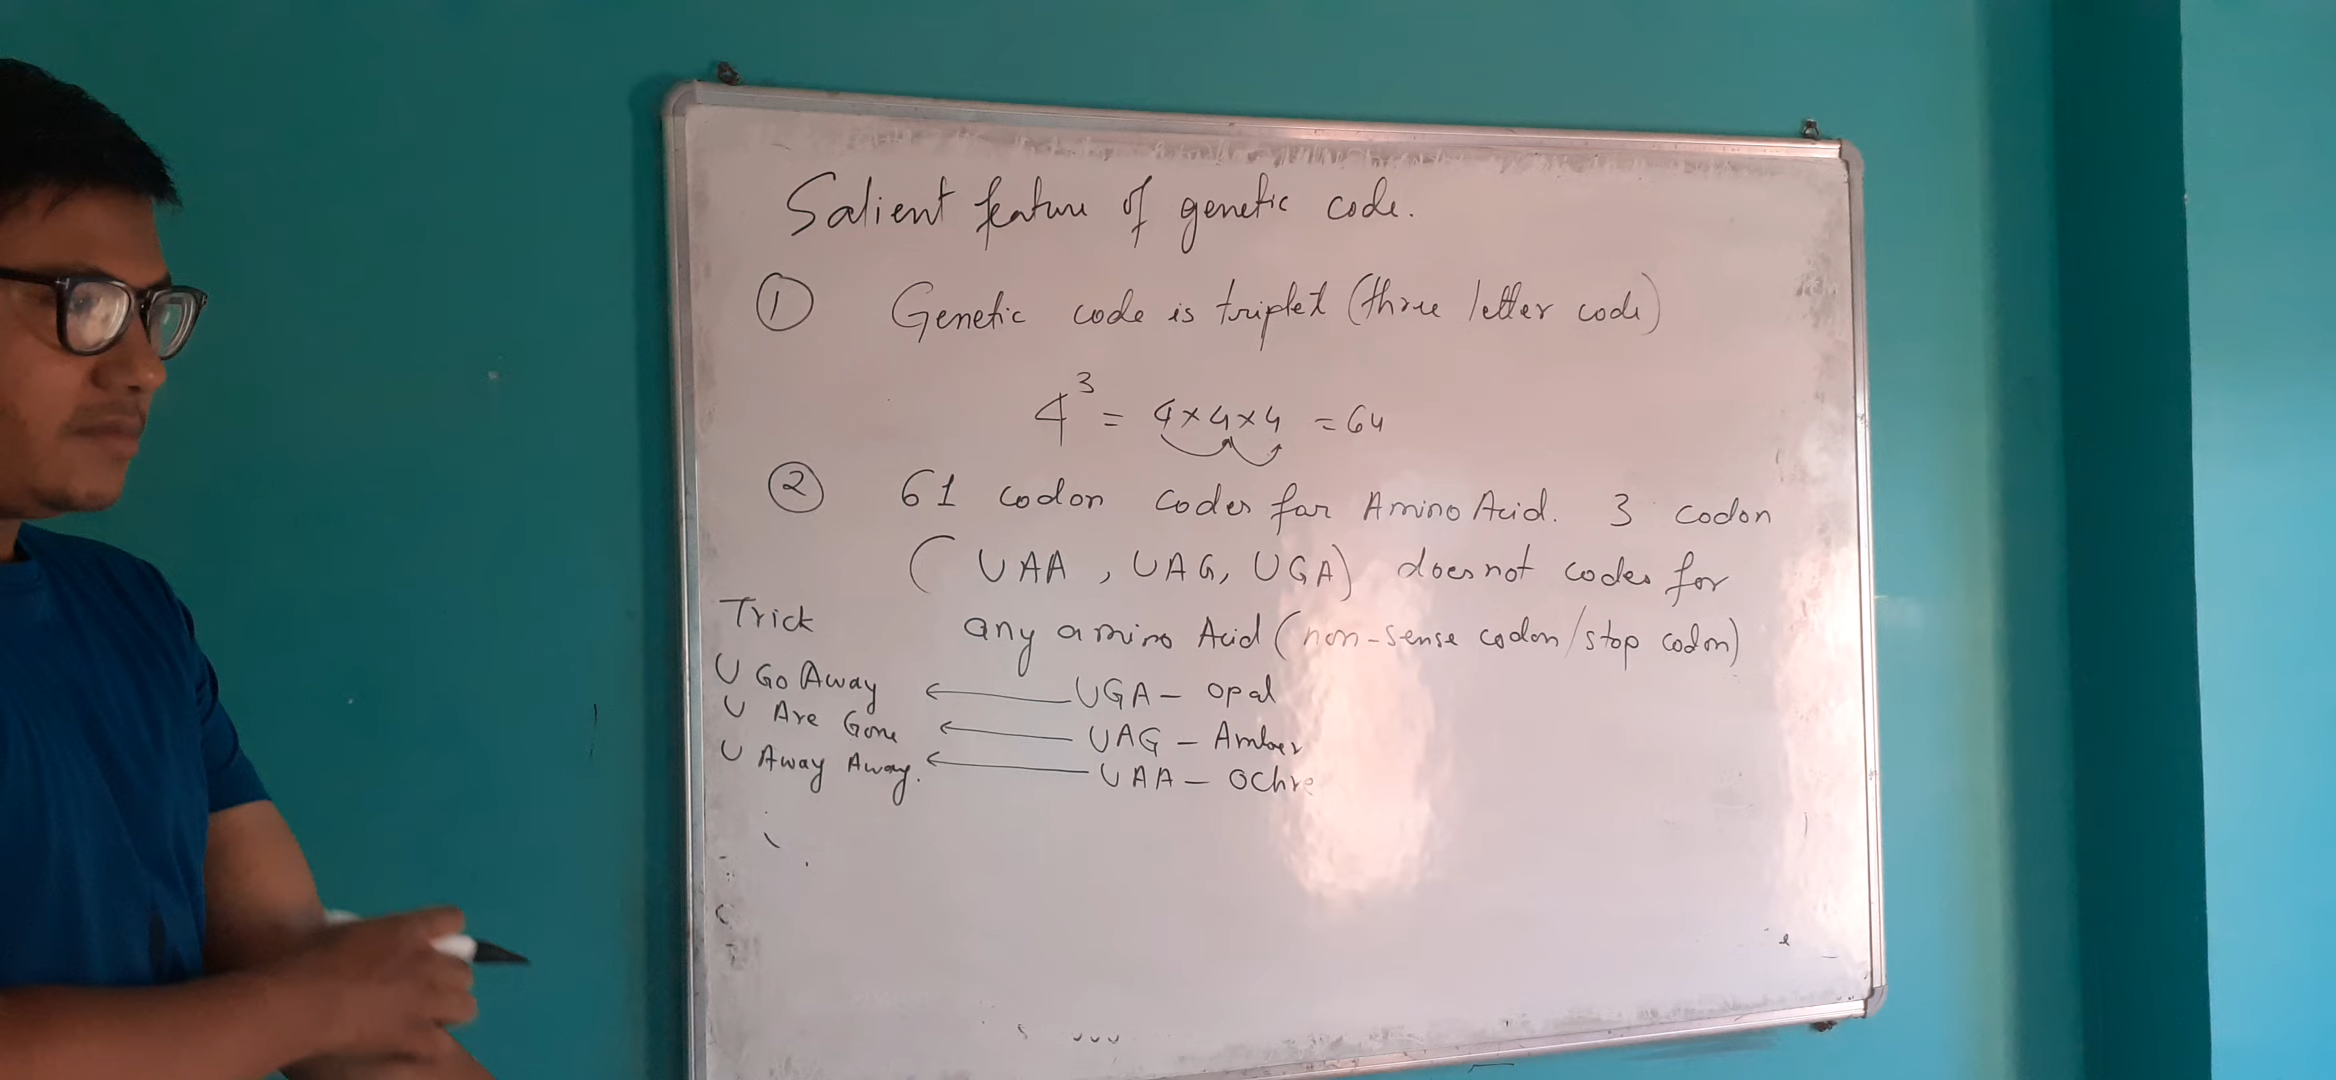 Salient feature of genetic code.
① Genetic code is triplet (three letter code)
4³ = 4×4×4 = 64
② 61 codon codes for Amino Acid. 3 codon
( UAA , UAG, UGA) does not codes for
any amino Acid (non-sense codon/stop codon)
Trick
U Go Away ← UGA - opal
U Are Gone ← UAG - Amber
U Away Away. ← UAA - Ochre